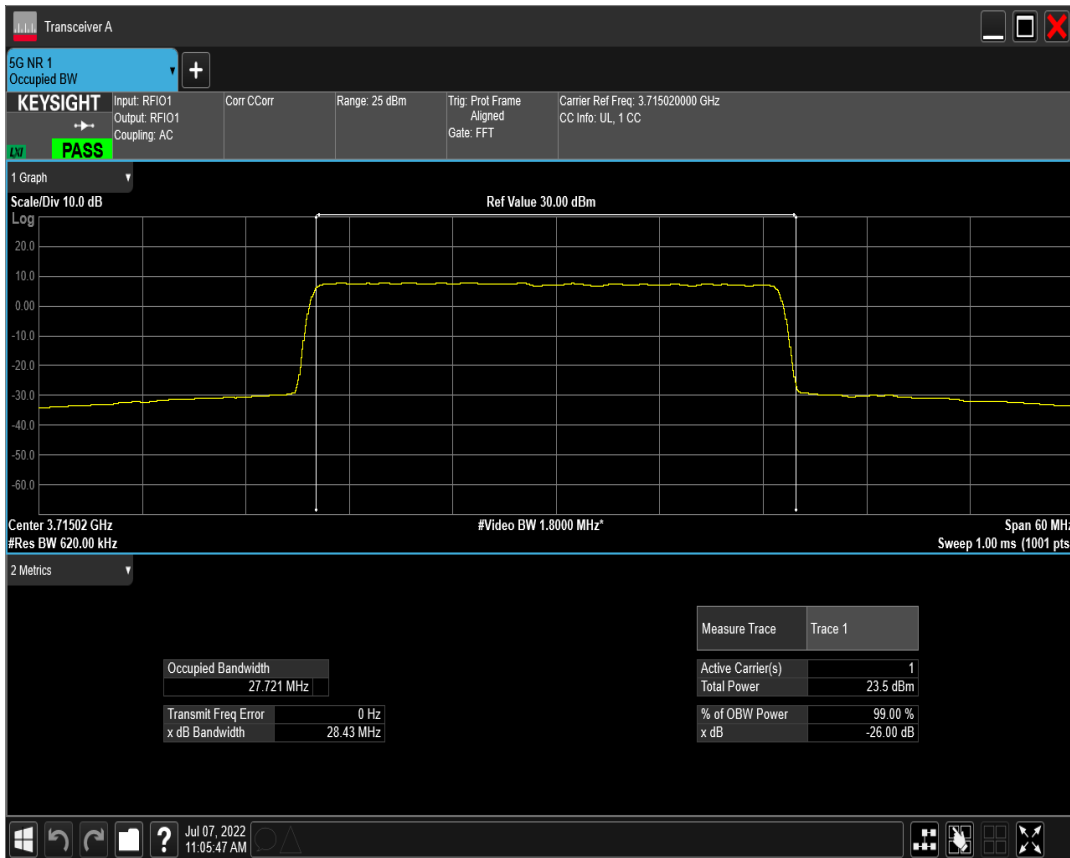 Transceiver A
5G NR 1
Occupied BW
+
KEYSIGHT
LXI
PASS
Input: RFIO1
Output: RFIO1
Coupling: AC
Corr CCorr
Range: 25 dBm
Trig: Prot Frame
Aligned
Gate: FFT
Carrier Ref Freq: 3.715020000 GHz
CC Info: UL, 1 CC
1 Graph
Scale/Div 10.0 dB
Ref Value 30.00 dBm
Log
20.0
10.0
0.00
-10.0
-20.0
-30.0
-40.0
-50.0
-60.0
Center 3.71502 GHz
#Video BW 1.8000 MHz*
Span 60 MHz
#Res BW 620.00 kHz
Sweep 1.00 ms (1001 pts
2 Metrics
Measure Trace Trace 1
Occupied Bandwidth
27.721 MHz
Active Carrier(s) 1
Total Power 23.5 dBm
Transmit Freq Error 0 Hz
x dB Bandwidth 28.43 MHz
% of OBW Power 99.00 %
x dB -26.00 dB
?
Jul 07, 2022
11:05:47 AM